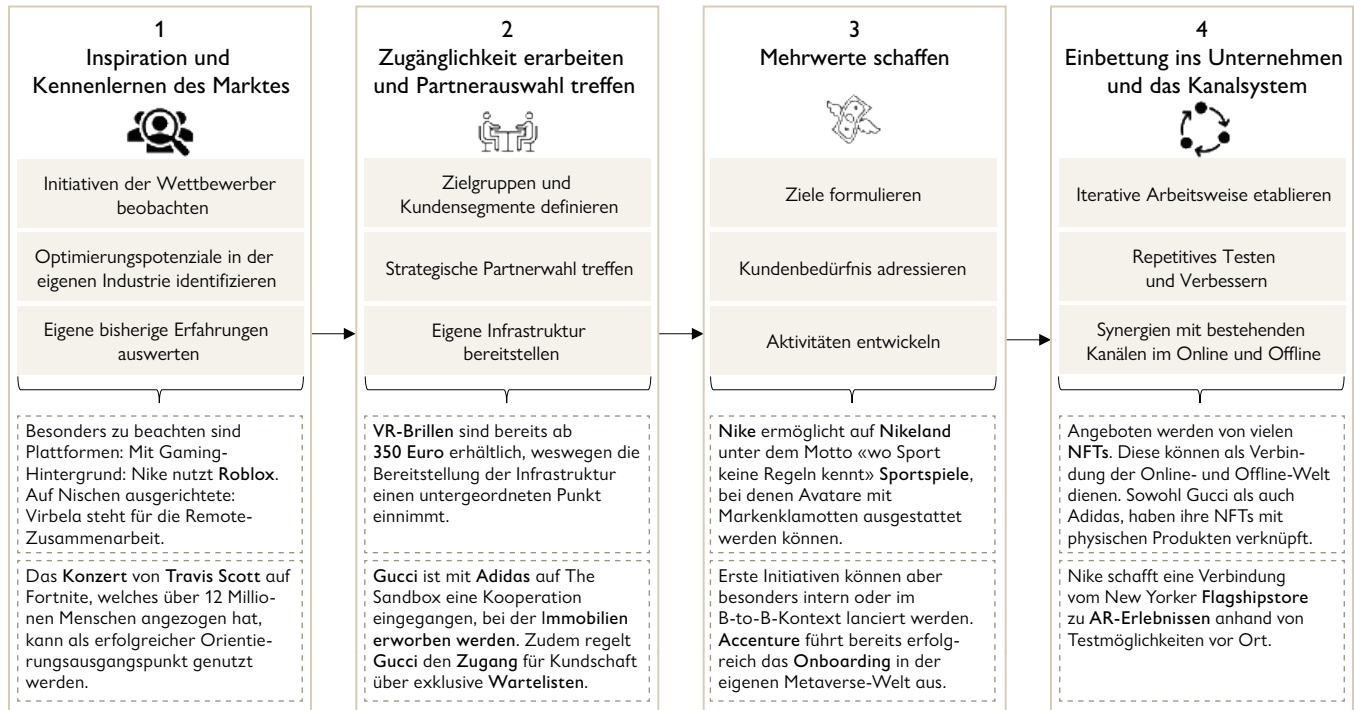 1
Inspiration und
Kennenlernen des Marktes
Initiativen der Wettbewerber
beobachten
Optimierungspotenziale in der
eigenen Industrie identifizieren
Eigene bisherige Erfahrungen
auswerten
Besonders zu beachten sind
Plattformen: Mit Gaming-
Hintergrund: Nike nutzt Roblox.
Auf Nischen ausgerichtete:
Virbela steht für die Remote-
Zusammenarbeit.
Das Konzert von Travis Scott auf
Fortnite, welches über 12 Millio-
nen Menschen angezogen hat,
kann als erfolgreicher Orientie-
rungsausgangspunkt genutzt
werden.
2
Zugänglichkeit erarbeiten
und Partnerauswahl treffen
Zielgruppen und
Kundensegmente definieren
Strategische Partnerwahl treffen
Eigene Infrastruktur
bereitstellen
VR-Brillen sind bereits ab
350 Euro erhältlich, weswegen die
Bereitstellung der Infrastruktur
einen untergeordneten Punkt
einnimmt.
Gucci ist mit Adidas auf The
Sandbox eine Kooperation
eingegangen, bei der Immobilien
erworben werden. Zudem regelt
Gucci den Zugang für Kundschaft
über exklusive Wartelisten.
3
Mehrwerte schaffen
Ziele formulieren
Kundenbedürfnis adressieren
Aktivitäten entwickeln
Nike ermöglicht auf Nikeland
unter dem Motto «wo Sport
keine Regeln kennt» Sportspiele,
bei denen Avatare mit
Markenklamotten ausgestattet
werden können.
Erste Initiativen können aber
besonders intern oder im
B-to-B-Kontext lanciert werden.
Accenture führt bereits erfolg-
reich das Onboarding in der
eigenen Metaverse-Welt aus.
4
Einbettung ins Unternehmen
und das Kanalsystem
Iterative Arbeitsweise etablieren
Repetitives Testen
und Verbessern
Synergien mit bestehenden
Kanälen im Online und Offline
Angeboten werden von vielen
NFTs. Diese können als Verbin-
dung der Online- und Offline-Welt
dienen. Sowohl Gucci als auch
Adidas, haben ihre NFTs mit
physischen Produkten verknüpft.
Nike schafft eine Verbindung
vom New Yorker Flagshipstore
zu AR-Erlebnissen anhand von
Testmöglichkeiten vor Ort.